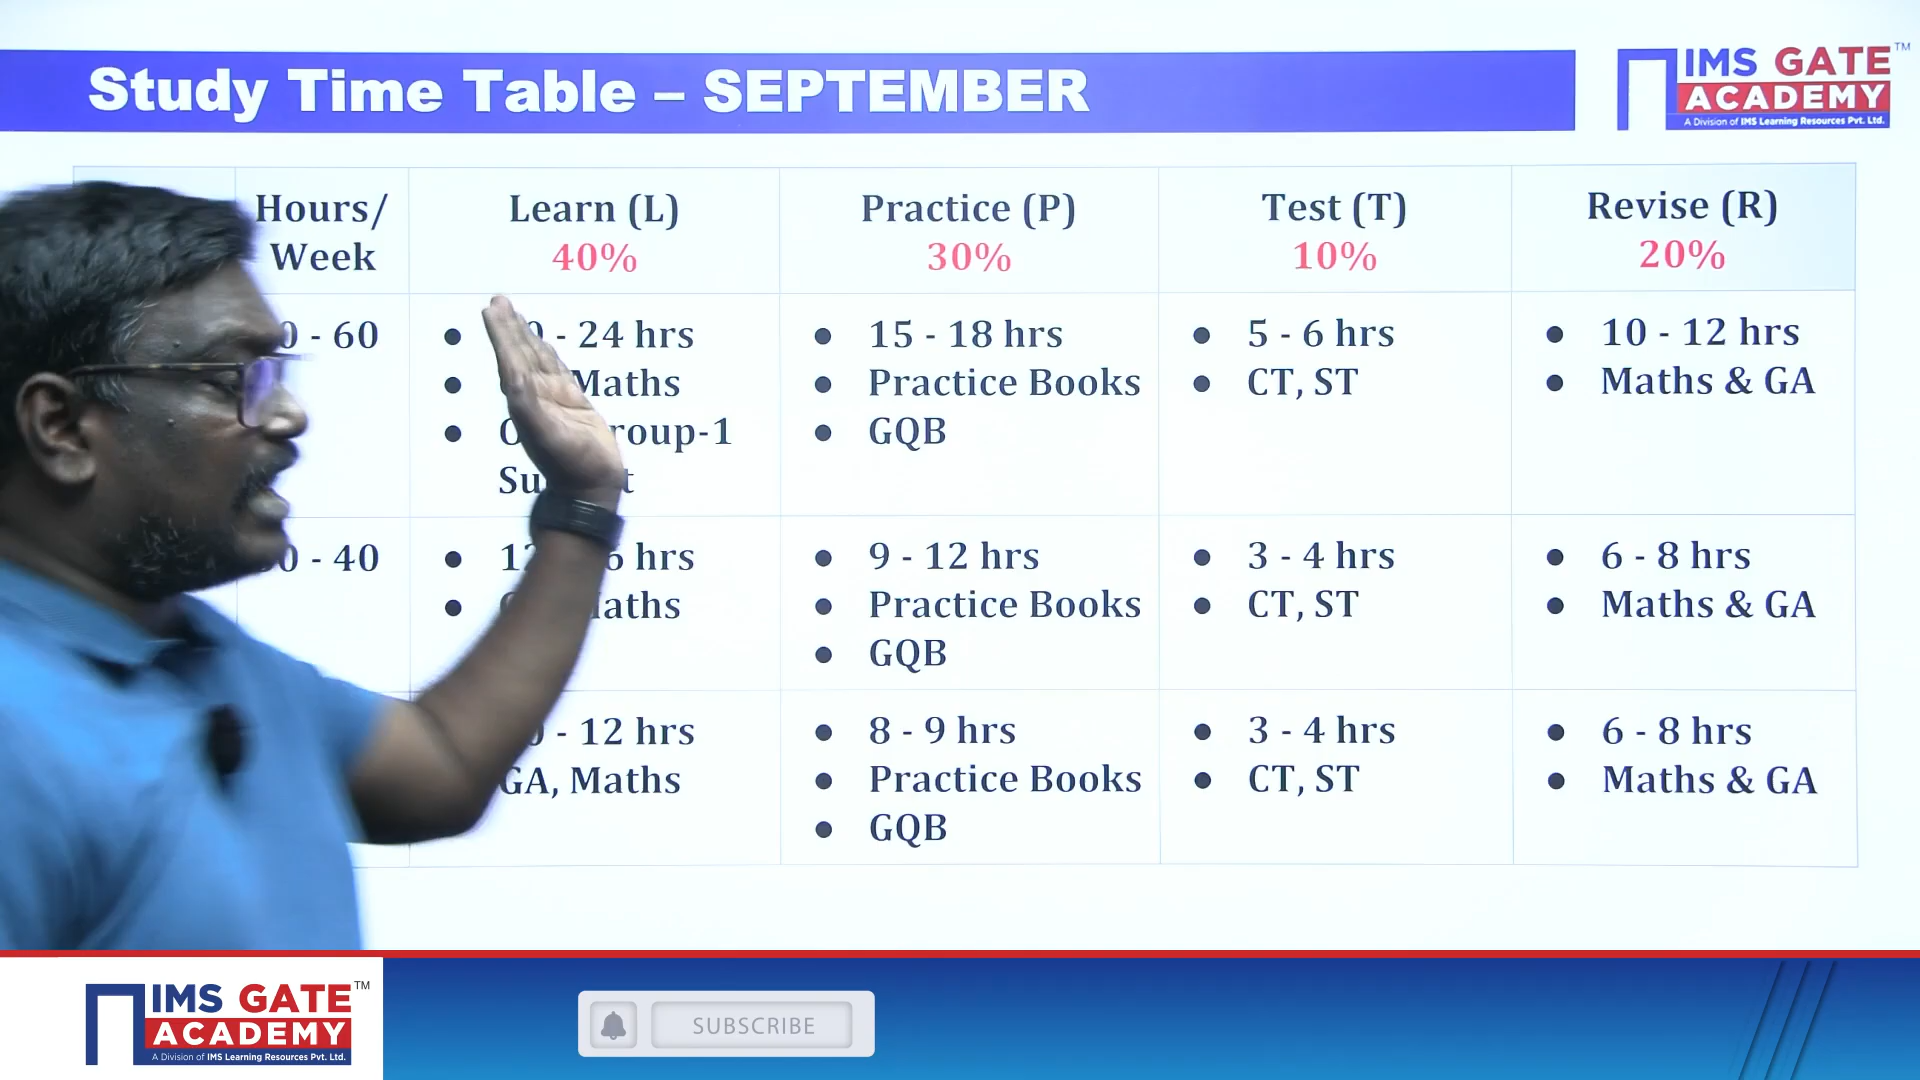 Study Time Table – SEPTEMBER
IMS GATE
ACADEMY
TM
A Division of IMS Learning Resources Pvt. Ltd.
Hours/
Week
Learn (L)
40%
Practice (P)
30%
Test (T)
10%
Revise (R)
20%
- 60
- 24 hrs
Maths
Su
15 - 18 hrs
Practice Books
GQB
5 - 6 hrs
CT, ST
10 - 12 hrs
Maths & GA
- 40
hrs
9 - 12 hrs
Practice Books
GQB
3 - 4 hrs
CT, ST
6 - 8 hrs
Maths & GA
- 12 hrs
GA, Maths
8 - 9 hrs
Practice Books
GQB
3 - 4 hrs
CT, ST
6 - 8 hrs
Maths & GA
IMS GATE
ACADEMY
TM
A Division of IMS Learning Resources Pvt. Ltd.
SUBSCRIBE